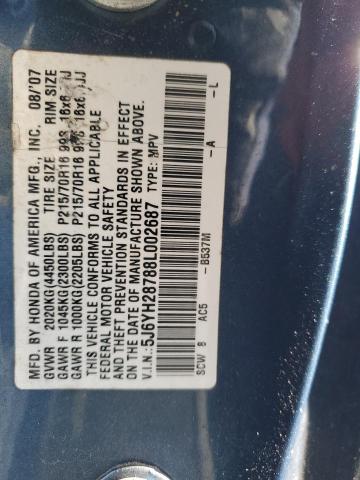 MFD. BY HONDA OF AMERICA MFG., INC. 08/'07
GVWR 2020KG(4450LBS) TIRE SIZE RIM SIZE
GAWR F 1045KG(2300LBS) P215/70R16 99S 16x6
GAWR R 1000KG(2205LBS) P215/70R16 16x6 JJ
THIS VEHICLE CONFORMS TO ALL APPLICABLE
FEDERAL MOTOR VEHICLE SAFETY
AND THEFT PREVENTION STANDARDS IN EFFECT
ON THE DATE OF MANUFACTURE SHOWN ABOVE.
V.I.N.: 5J6YH28788L002687 TYPE: MPV
SCW 8 AC5 -B537M -A -L